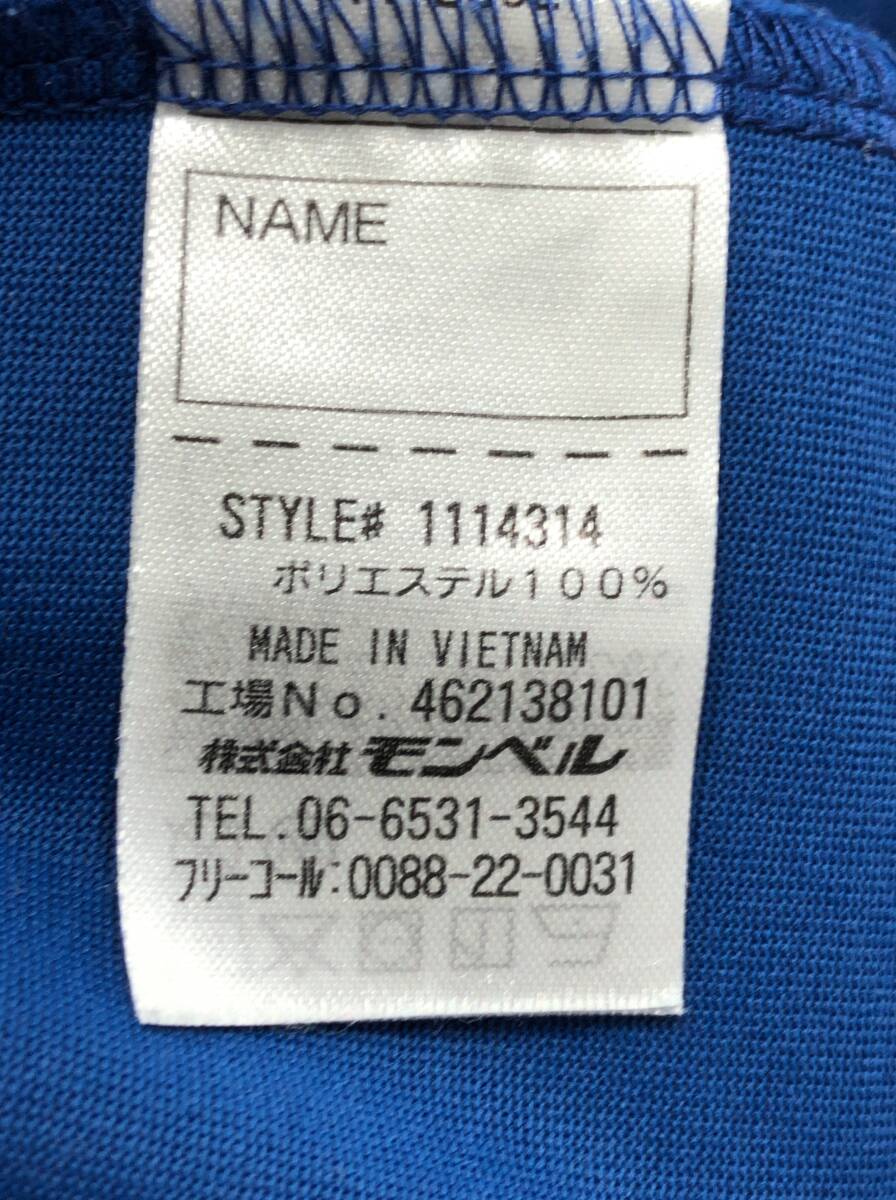 NAME
STYLE# 1114314
ポリエステル１００％
MADE IN VIETNAM
工場Ｎｏ．462138101
株式会社 モンベル
TEL.06-6531-3544
フリーコール:0088-22-0031